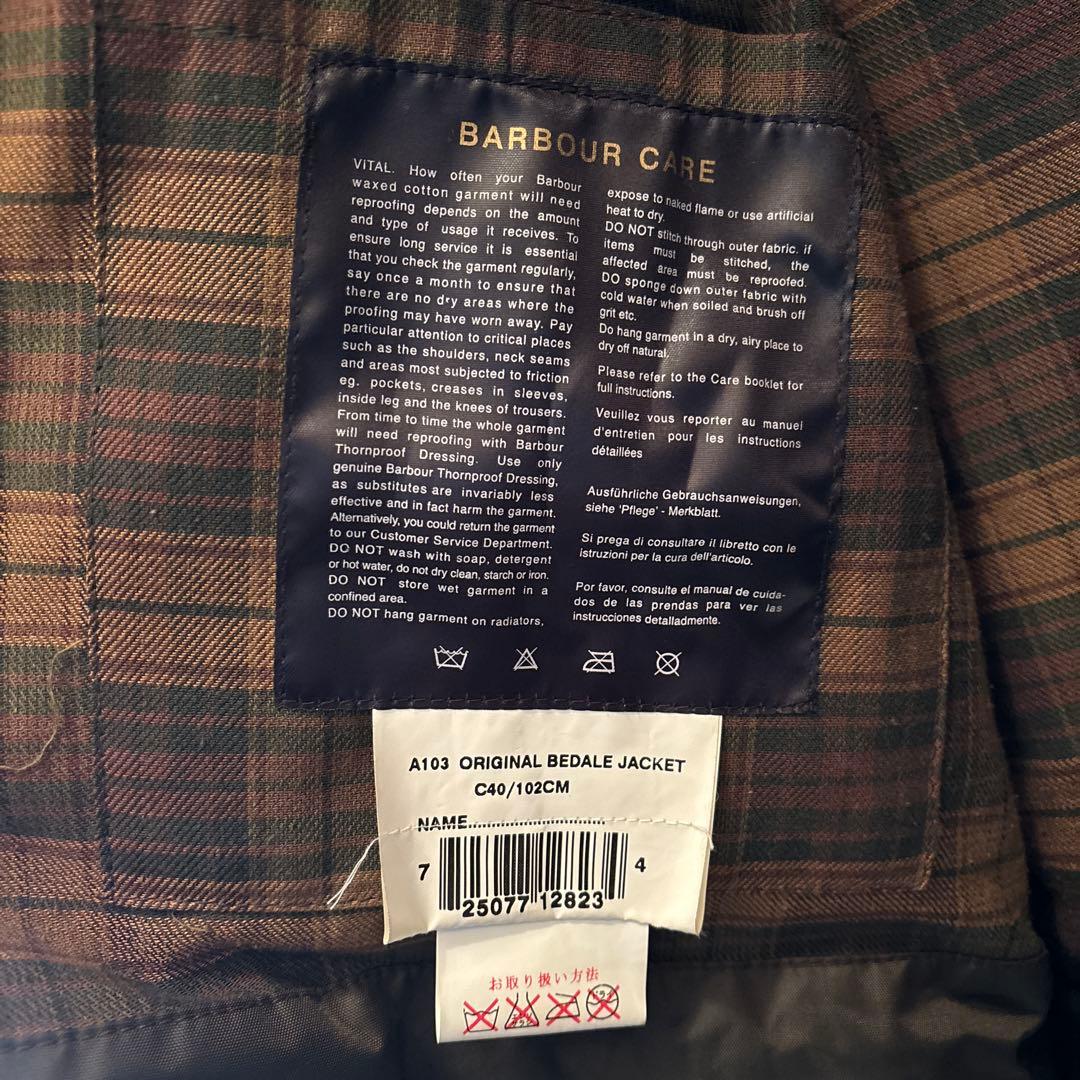 BARBOUR CARE
VITAL. How often your Barbour
waxed cotton garment will need
reproofing depends on the amount
and type of usage it receives. To
ensure long service it is essential
that you check the garment regularly,
say once a month to ensure that
there are no dry areas where the
proofing may have worn away. Pay
particular attention to critical places
such as the shoulders, neck seams
and areas most subjected to friction
eg. pockets, creases in sleeves,
inside leg and the knees of trousers.
From time to time the whole garment
will need reproofing with Barbour
Thornproof Dressing. Use only
genuine Barbour Thornproof Dressing,
as substitutes are invariably less
effective and in fact harm the garment.
Alternatively, you could return the garment
to our Customer Service Department.
DO NOT wash with soap, detergent
or hot water, do not dry clean, starch or iron.
DO NOT store wet garment in a
confined area.
DO NOT hang garment on radiators,
expose to naked flame or use artificial
heat to dry.
DO NOT stitch through outer fabric. if
items must be stitched, the
affected area must be reproofed.
DO sponge down outer fabric with
cold water when soiled and brush off
grit etc.
Do hang garment in a dry, airy place to
dry off natural.
Please refer to the Care booklet for
full instructions.
Veuillez vous reporter au manuel
d'entretien pour les instructions
détaillées
Ausführliche Gebrauchsanweisungen,
siehe 'Pflege' - Merkblatt.
Si prega di consultare il libretto con le
istruzioni per la cura dell'articolo.
Por favor, consulte el manual de cuida-
dos de las prendas para ver las
instrucciones detalladmente.
A103 ORIGINAL BEDALE JACKET
C40/102CM
NAME..............................
7 25077 12823 4
お取り扱い方法